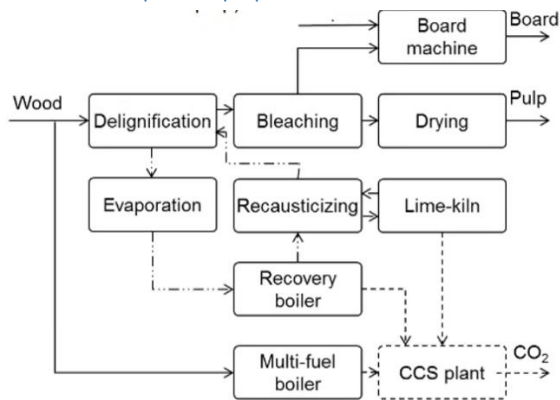 Board
Board
machine
Wood
Pulp
Delignification
Bleaching
Drying
Evaporation
Recausticizing
Lime-kiln
Recovery
boiler
Multi-fuel
boiler
CCS plant
CO₂